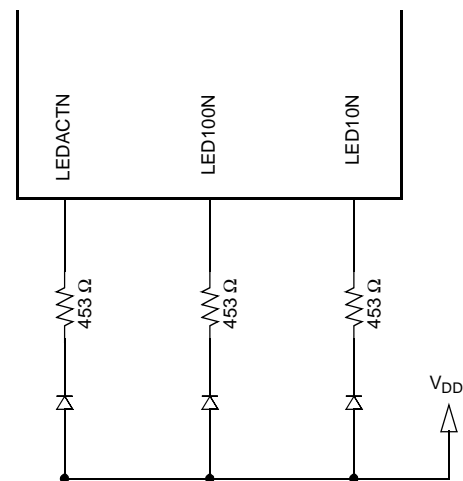 LEDACTN
LED100N
LED10N
453 Ω
453 Ω
453 Ω
VDD